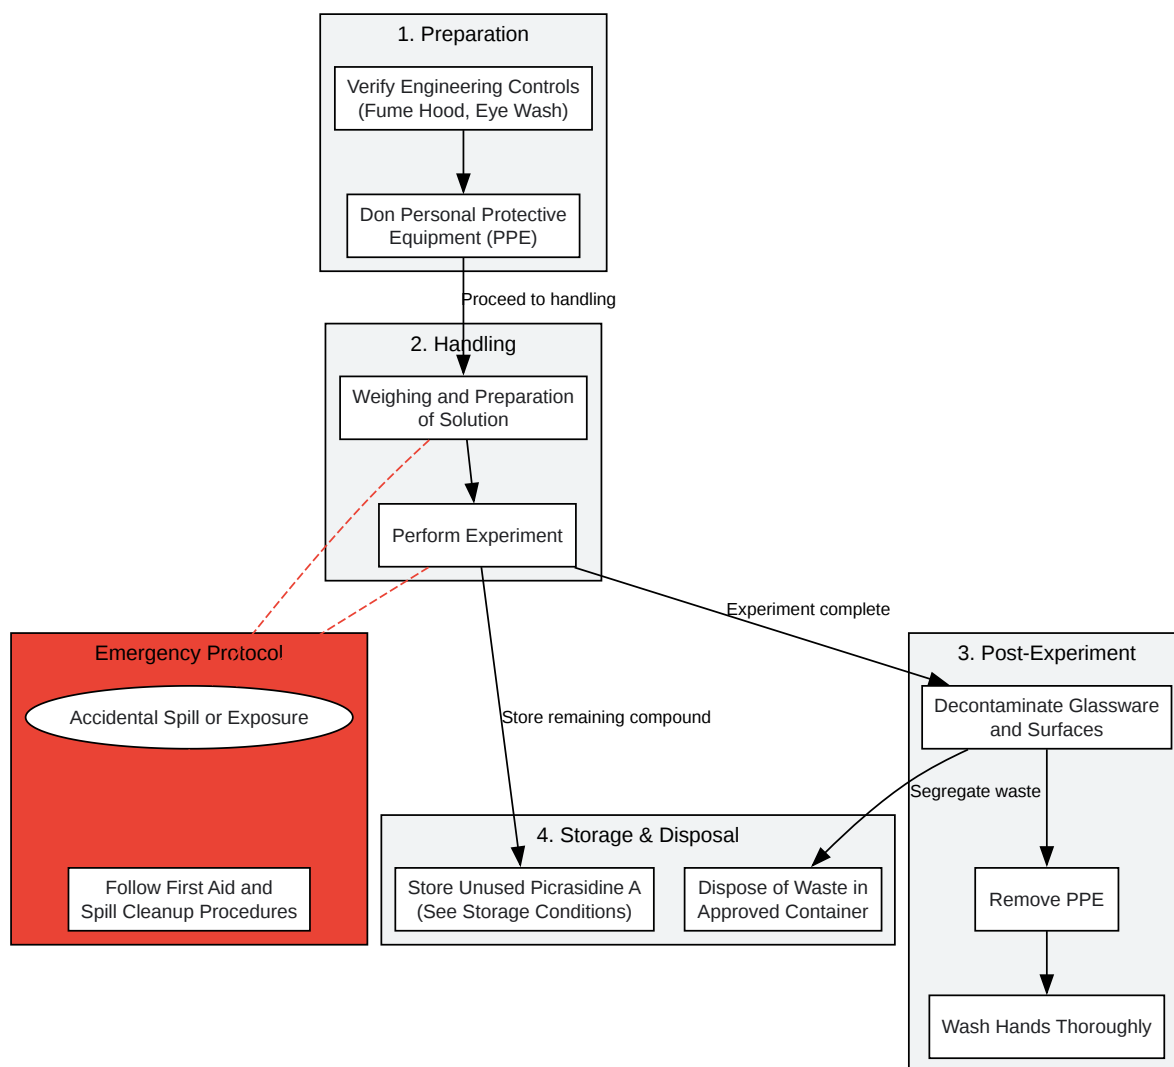 1. Preparation
Verify Engineering Controls
(Fume Hood, Eye Wash)
Don Personal Protective
Equipment (PPE)
Proceed to handling
2. Handling
Weighing and Preparation
of Solution
Perform Experiment
Experiment complete
Emergency Protocol
Accidental Spill or Exposure
Follow First Aid and
Spill Cleanup Procedures
Store remaining compound
3. Post-Experiment
Decontaminate Glassware
and Surfaces
Segregate waste
4. Storage & Disposal
Store Unused Picrasidine A
(See Storage Conditions)
Dispose of Waste in
Approved Container
Remove PPE
Wash Hands Thoroughly